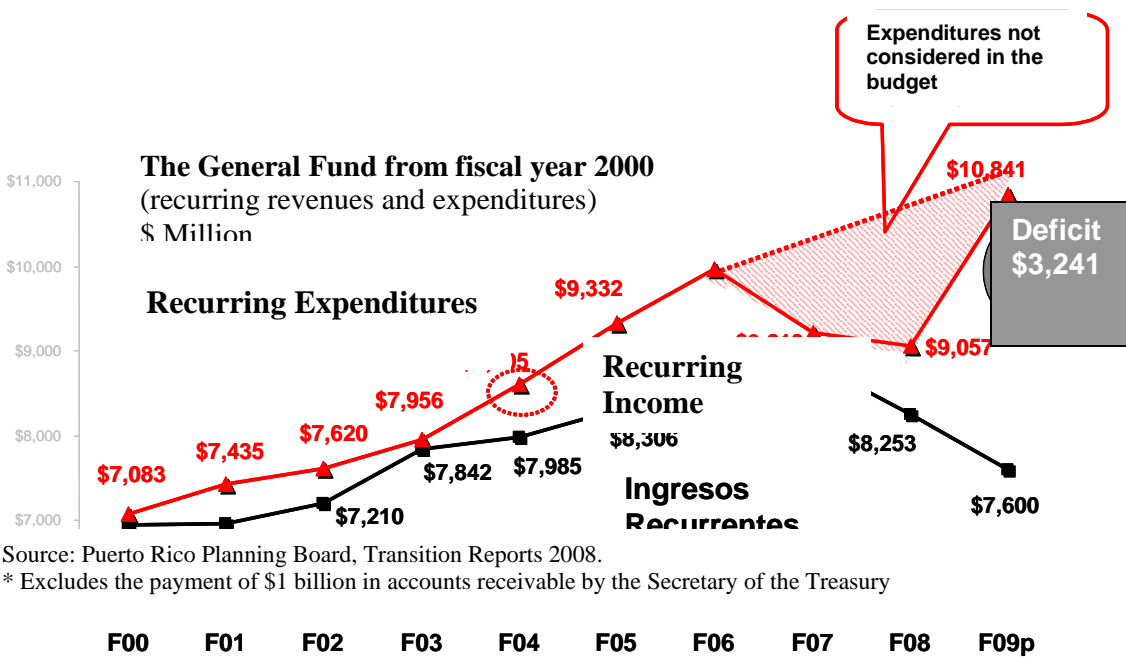 Expenditures not
considered in the
budget
The General Fund from fiscal year 2000
(recurring revenues and expenditures)
$ Million
$11,000
$10,000
$9,000
$8,000
$7,000
Recurring Expenditures
$10,841
Deficit
$3,241
$9,332
$9,057
Recurring
Income
$7,956
$7,620
$7,435
$7,083
$8,306
$8,253
$7,842
$7,985
$7,210
$7,600
Ingresos
Recurrentes
Source: Puerto Rico Planning Board, Transition Reports 2008.
* Excludes the payment of $1 billion in accounts receivable by the Secretary of the Treasury
F00 F01 F02 F03 F04 F05 F06 F07 F08 F09p